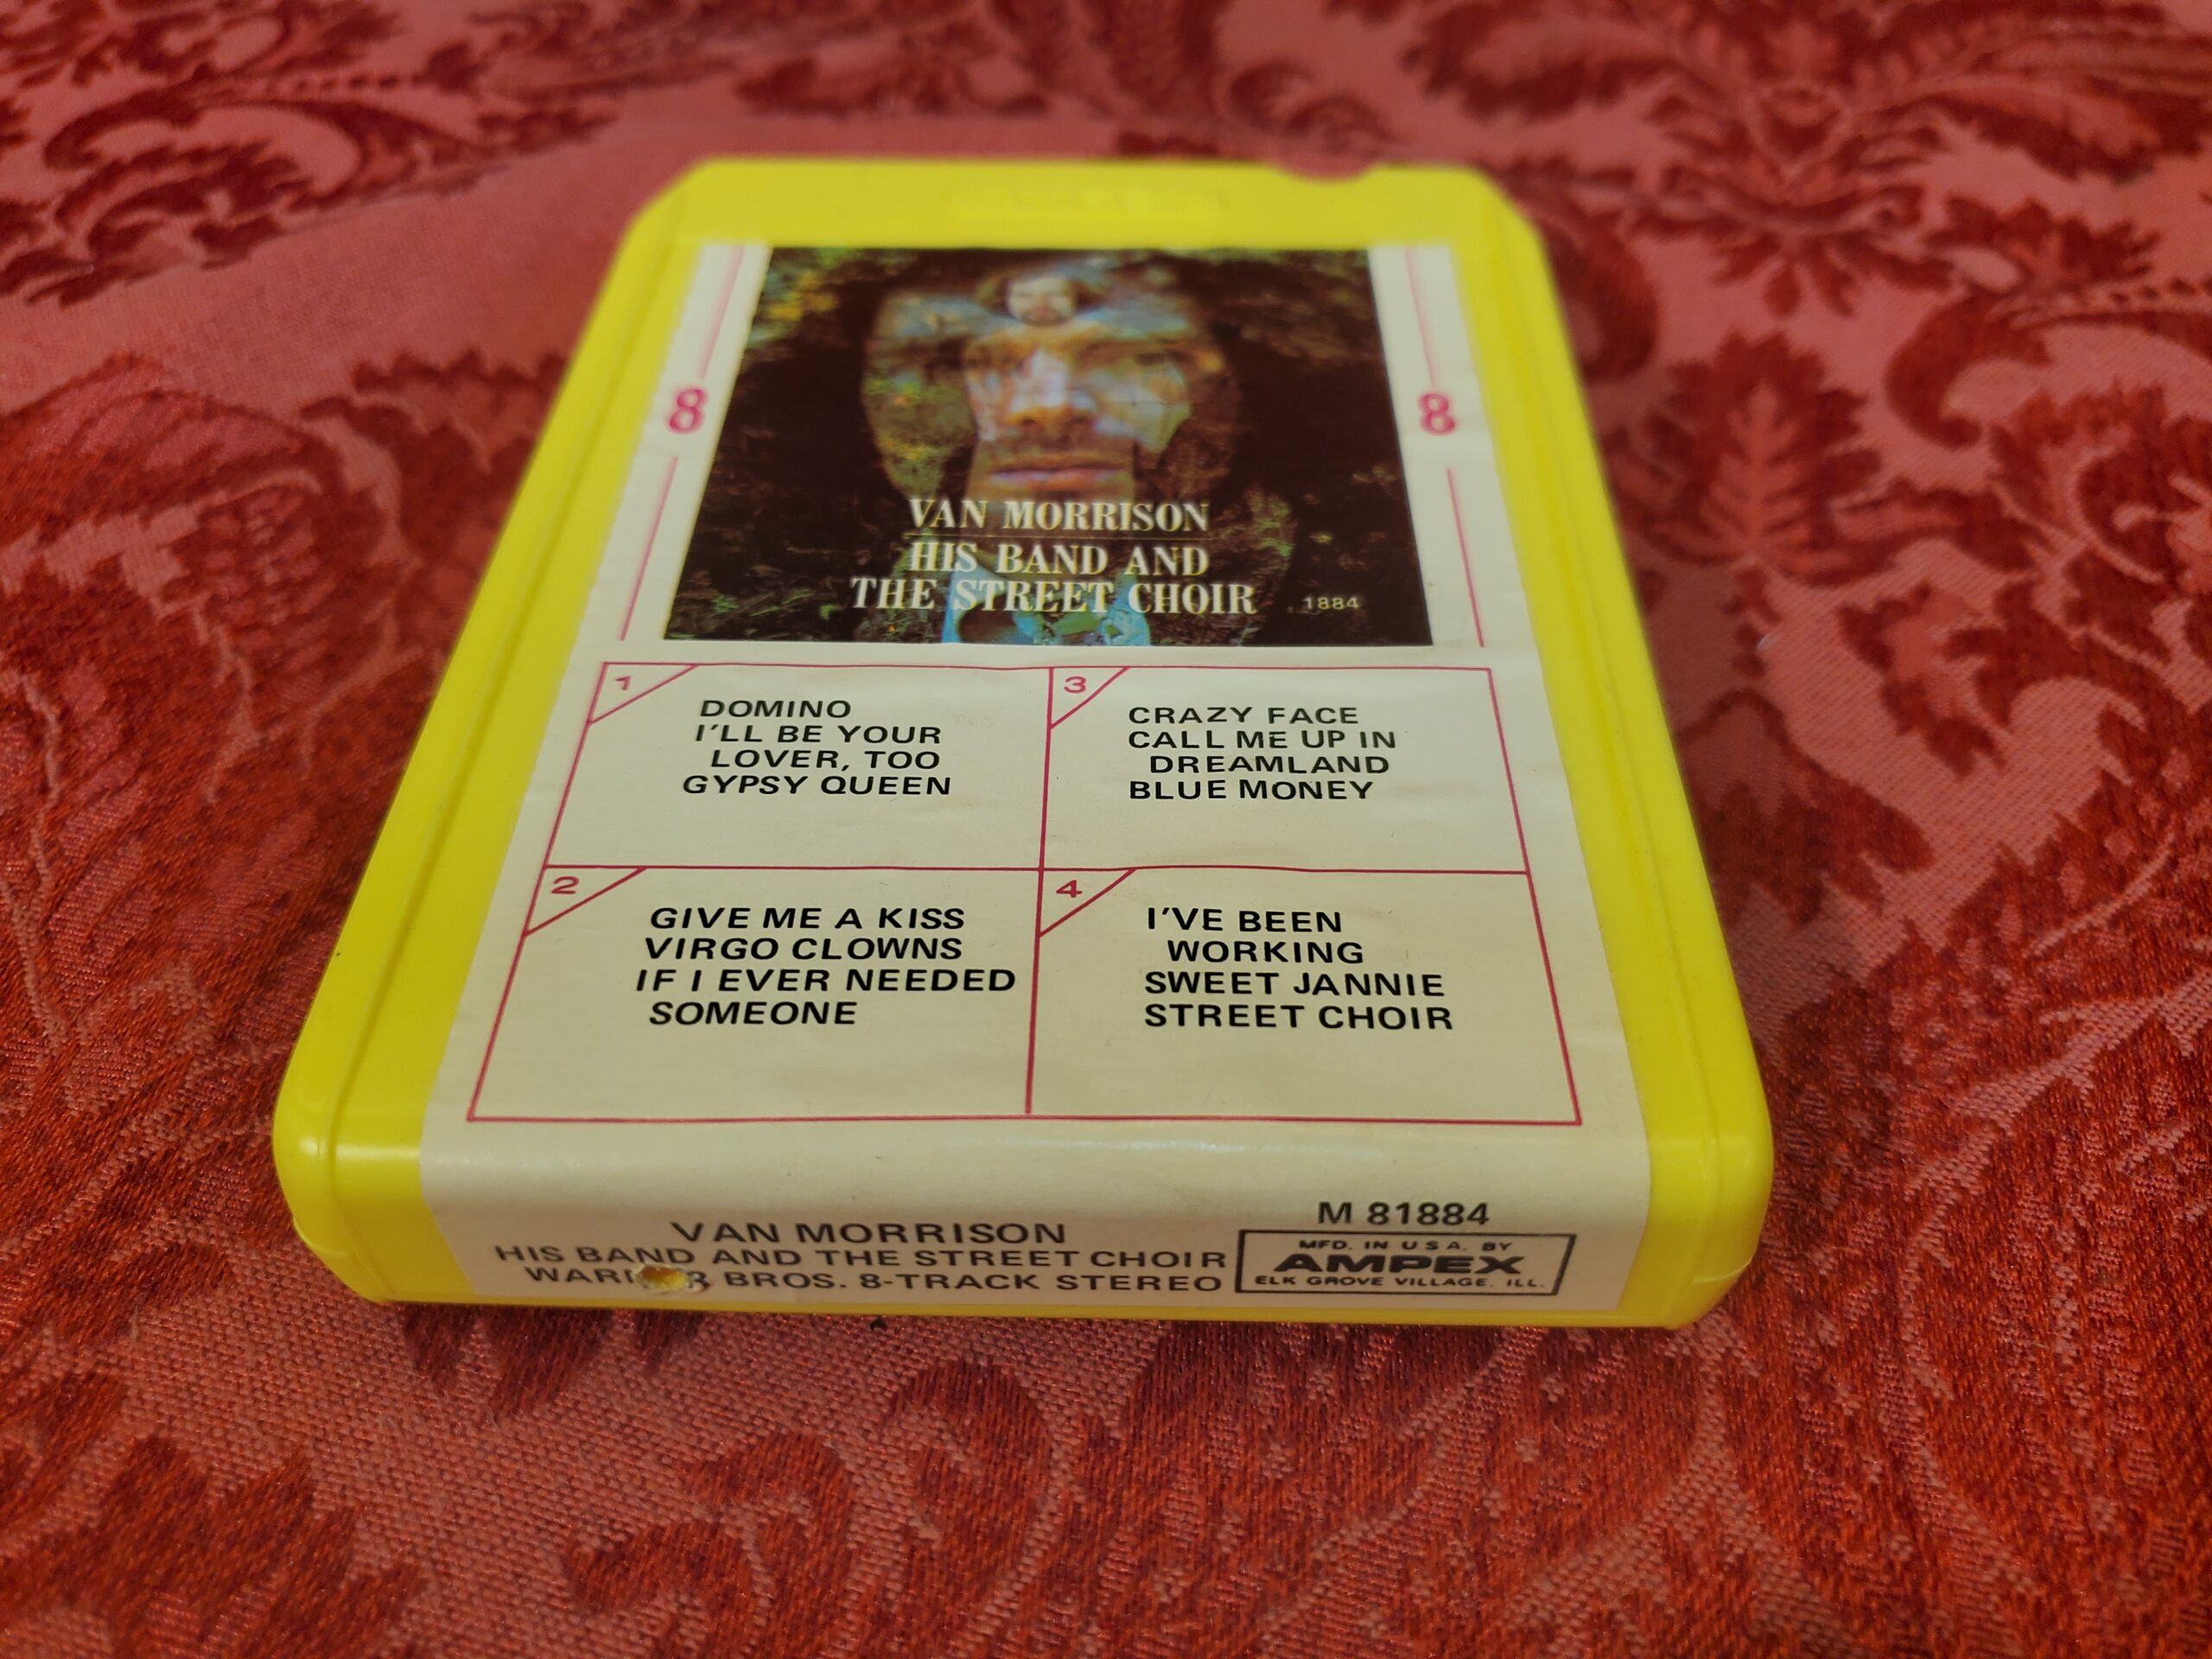 8
8
VAN MORRISON
HIS BAND AND
THE STREET CHOIR
1884
1
DOMINO
I'LL BE YOUR
LOVER, TOO
GYPSY QUEEN
3
CRAZY FACE
CALL ME UP IN
DREAMLAND
BLUE MONEY
2
GIVE ME A KISS
VIRGO CLOWNS
IF I EVER NEEDED
SOMEONE
4
I'VE BEEN
WORKING
SWEET JANNIE
STREET CHOIR
VAN MORRISON
HIS BAND AND THE STREET CHOIR
BROS. 8-TRACK STEREO
M 81884
MFD. IN U.S.A. BY
AMPEX
ELK GROVE VILLAGE, ILL.